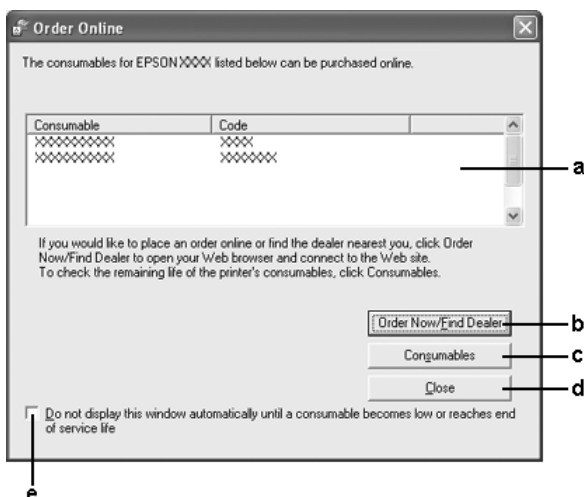 Order Online
The consumables for EPSON XXXX listed below can be purchased online.
Consumable Code
XXXXXXXXXX XXXX
XXXXXXXXXX XXXXXXX
a
If you would like to place an order online or find the dealer nearest you, click Order
Now/Find Dealer to open your Web browser and connect to the Web site.
To check the remaining life of the printer's consumables, click Consumables.
Order Now/Find Dealer
b
Consumables
c
Close
d
Do not display this window automatically until a consumable becomes low or reaches end
of service life
e